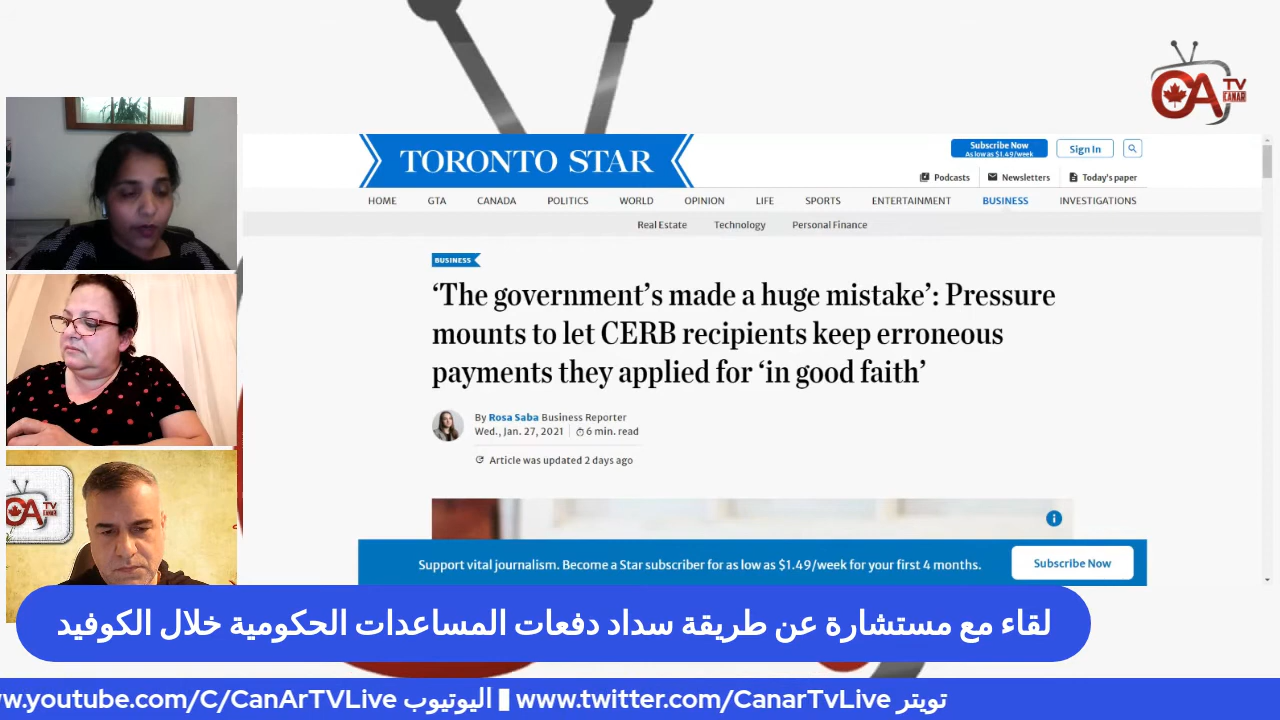 CA TV
CANAR
TORONTO STAR
Subscribe Now
As low as $1.49/week
Sign In
Podcasts
Newsletters
Today's paper
HOME GTA CANADA POLITICS WORLD OPINION LIFE SPORTS ENTERTAINMENT BUSINESS INVESTIGATIONS
Real Estate Technology Personal Finance
BUSINESS
‘The government’s made a huge mistake’: Pressure
mounts to let CERB recipients keep erroneous
payments they applied for ‘in good faith’
By Rosa Saba Business Reporter
Wed., Jan. 27, 2021 6 min. read
Article was updated 2 days ago
Support vital journalism. Become a Star subscriber for as low as $1.49/week for your first 4 months.
Subscribe Now
CA TV
لقاء مع مستشارة عن طريقة سداد دفعات المساعدات الحكومية خلال الكوفيد
تويتر www.twitter.com/CanarTvLive اليوتيوب w.youtube.com/C/CanArTVLive